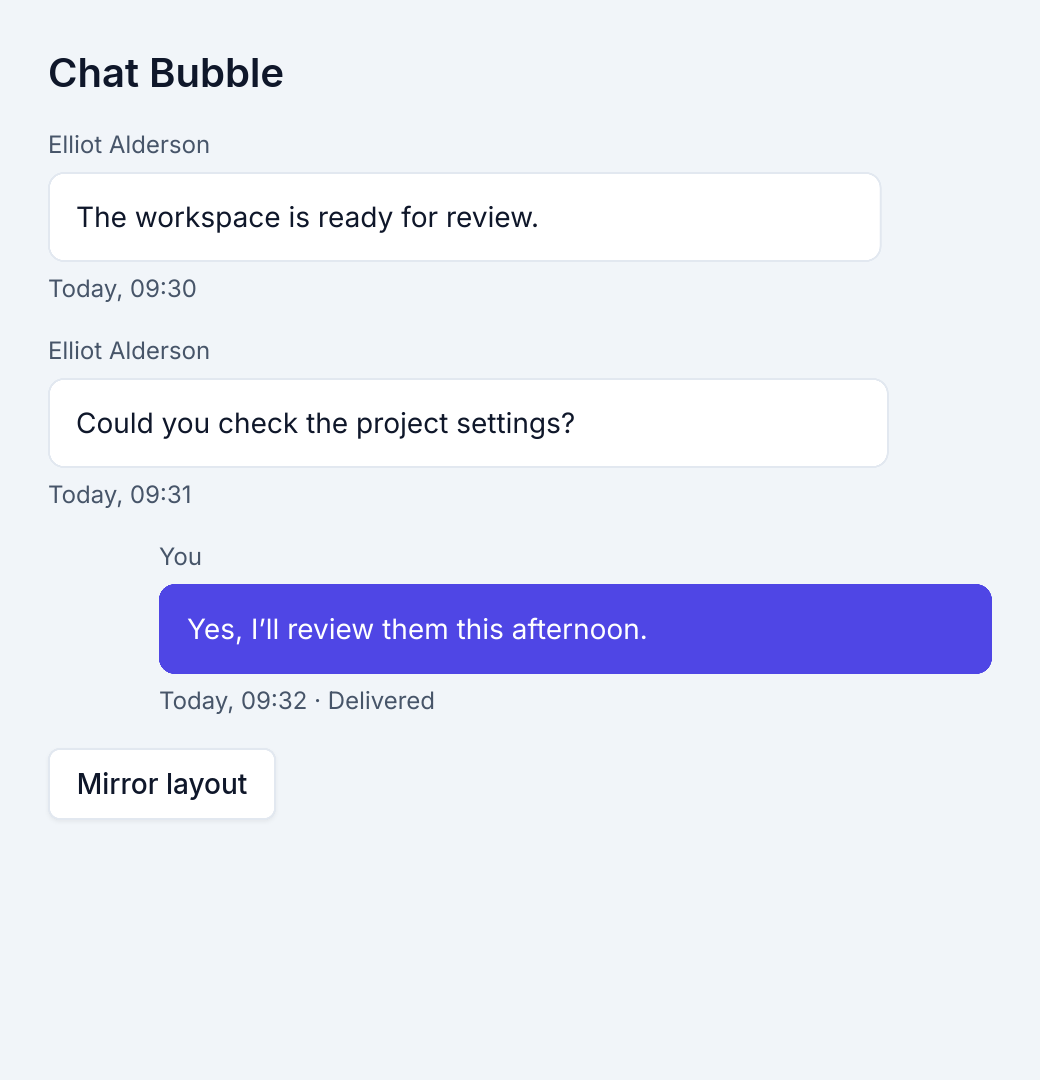 Chat Bubble
Elliot Alderson
The workspace is ready for review.
Today, 09:30
Elliot Alderson
Could you check the project settings?
Today, 09:31
You
Yes, I’ll review them this afternoon.
Today, 09:32 · Delivered
Mirror layout